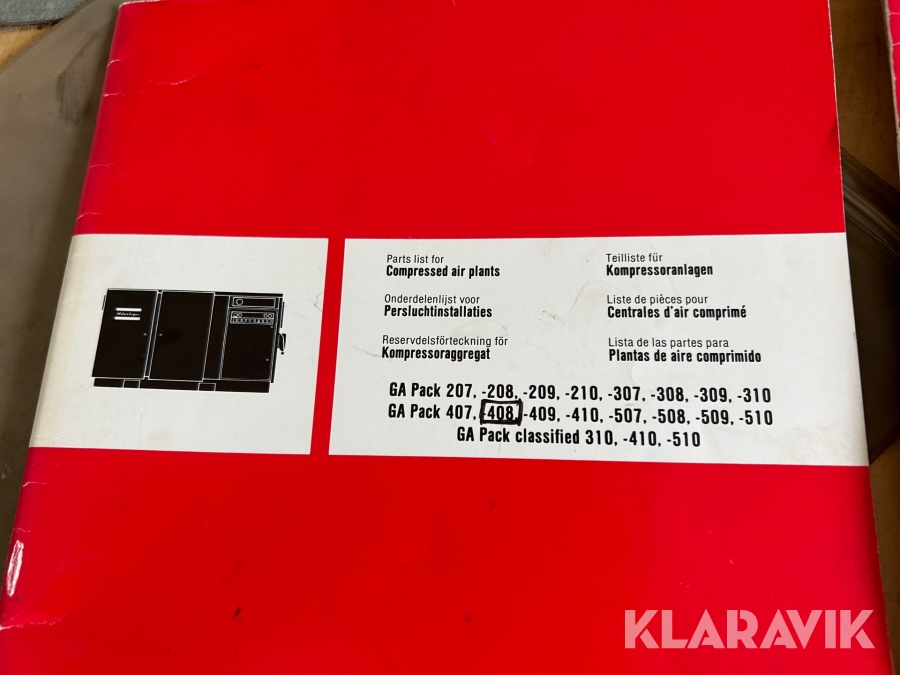 Parts list for
Compressed air plants
Onderdelenlijst voor
Persluchtinstallaties
Reservdelsförteckning för
Kompressoraggregat
Teilliste für
Kompressoranlagen
Liste de pièces pour
Centrales d'air comprimé
Lista de las partes para
Plantas de aire comprimido
GA Pack 207, -208, -209, -210, -307, -308, -309, -310
GA Pack 407, -408, -409, -410, -507, -508, -509, -510
GA Pack classified 310, -410, -510
KLARAVIK